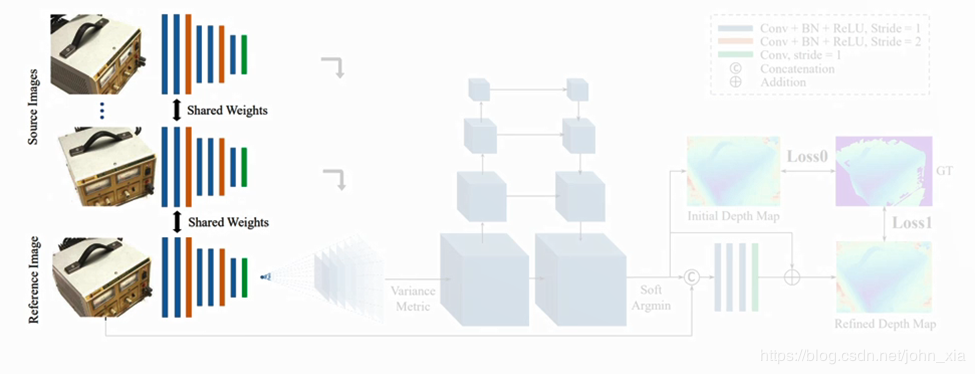 Source Images
Reference Image
Shared Weights
Shared Weights
Conv + BN + ReLU, Stride = 1
Conv + BN + ReLU, Stride = 2
Conv, stride = 1
C Concatenation
Addition
Variance
Metric
Soft
Argmin
C
Initial Depth Map
Loss0
GT
Loss1
Refined Depth Map
https://blog.csdn.net/john_xia